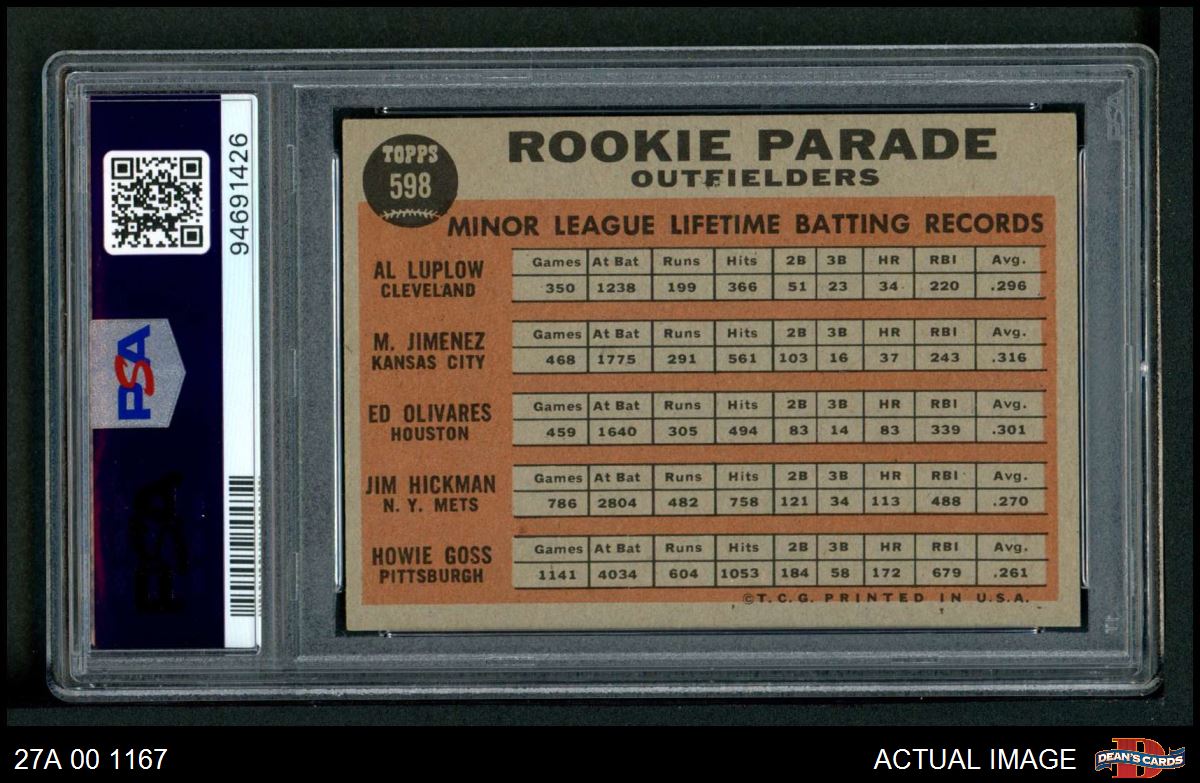 94691426
PSA
PSA
TOPPS
598
ROOKIE PARADE
OUTFIELDERS
MINOR LEAGUE LIFETIME BATTING RECORDS
AL LUPLOW
CLEVELAND
Games At Bat Runs Hits 2B 3B HR RBI Avg.
350 1238 199 366 51 23 34 220 .296
M. JIMENEZ
KANSAS CITY
Games At Bat Runs Hits 2B 3B HR RBI Avg.
468 1775 291 561 103 16 37 243 .316
ED OLIVARES
HOUSTON
Games At Bat Runs Hits 2B 3B HR RBI Avg.
459 1640 305 494 83 14 83 339 .301
JIM HICKMAN
N. Y. METS
Games At Bat Runs Hits 2B 3B HR RBI Avg.
786 2804 482 758 121 34 113 488 .270
HOWIE GOSS
PITTSBURGH
Games At Bat Runs Hits 2B 3B HR RBI Avg.
1141 4034 604 1053 184 58 172 679 .261
©T.C.G. PRINTED IN U.S.A.
27A 00 1167
ACTUAL IMAGE
D
DEAN'S CARDS